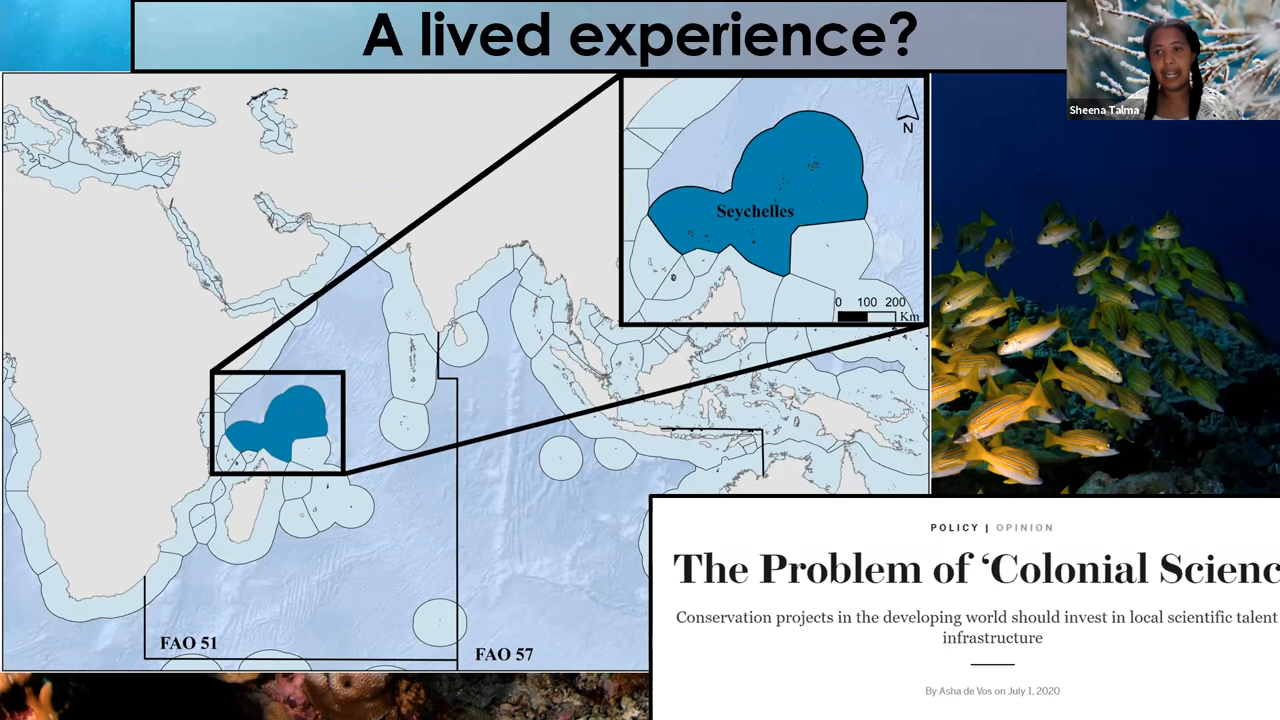 A lived experience?
Sheena Talma
N
Seychelles
0 100 200
Km
FAO 51
FAO 57
POLICY | OPINION
The Problem of ‘Colonial Scienc
Conservation projects in the developing world should invest in local scientific talent
infrastructure
By Asha de Vos on July 1, 2020